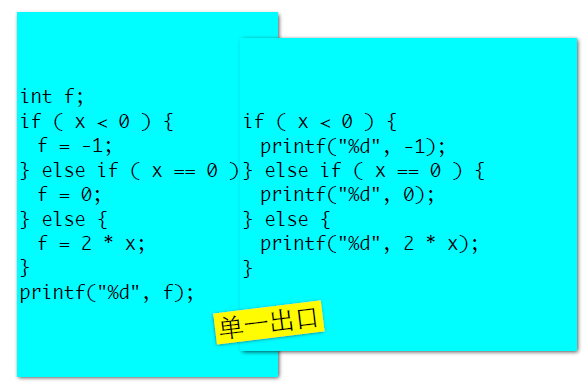 int f;
if ( x < 0 ) {
f = -1;
} else if ( x == 0 )
f = 0;
} else {
f = 2 * x;
}
printf("%d", f);
if ( x < 0 ) {
printf("%d", -1);
} else if ( x == 0 ) {
printf("%d", 0);
} else {
printf("%d", 2 * x);
}
单一出口